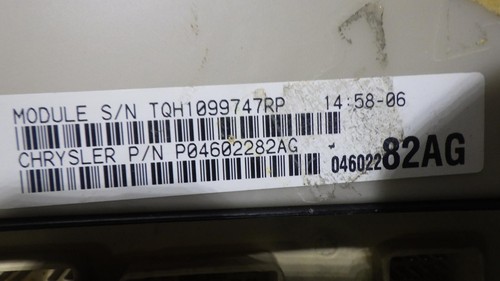 MODULE S/N TQH1099747RP 14:58-06
CHRYSLER P/N P04602282AG
04602282AG